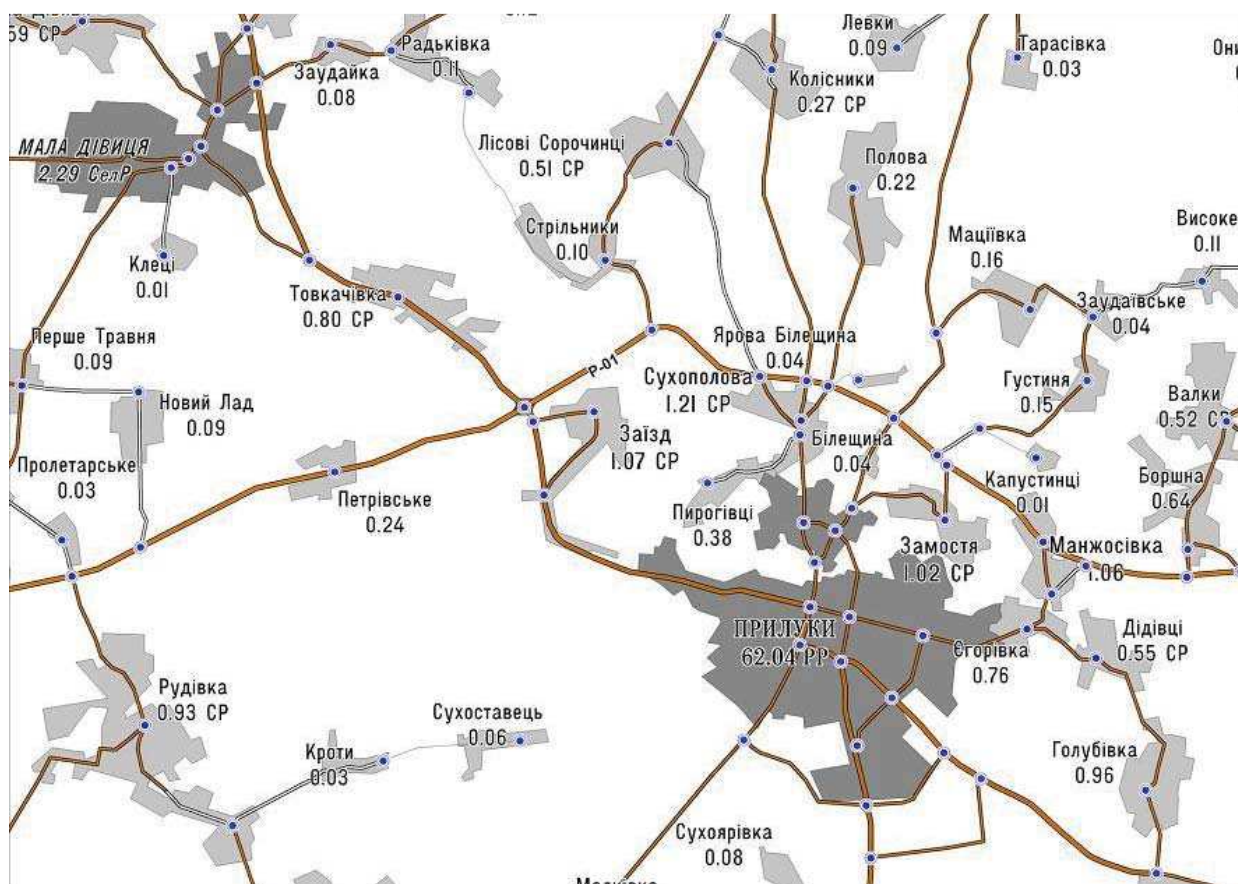 59 СР
Левки
0.09
Тарасівка
0.03
Радьківка
0.11
Заудайка
0.08
Колісники
0.27 СР
МАЛА ДІВИЦЯ
2.29 СелР
Лісові Сорочинці
0.51 СР
Полова
0.22
Стрільники
0.10
Високе
0.11
Маціївка
0.16
Клеці
0.01
Товкачівка
0.80 СР
Заудаївське
0.04
Перше Травня
0.09
Р-01
Ярова Білещина
0.04
Сухополова
1.21 СР
Густиня
0.15
Валки
0.52 СР
Новий Лад
0.09
Заїзд
1.07 СР
Білещина
0.04
Пролетарське
0.03
Петрівське
0.24
Капустинці
0.01
Боршна
0.64
Пирогівці
0.38
Замостя
1.02 СР
Манжосівка
1.06
ПРИЛУКИ
62.04 РР
Єгорівка
0.76
Дідівці
0.55 СР
Рудівка
0.93 СР
Сухоставець
0.06
Кроти
0.03
Голубівка
0.96
Сухоярівка
0.08